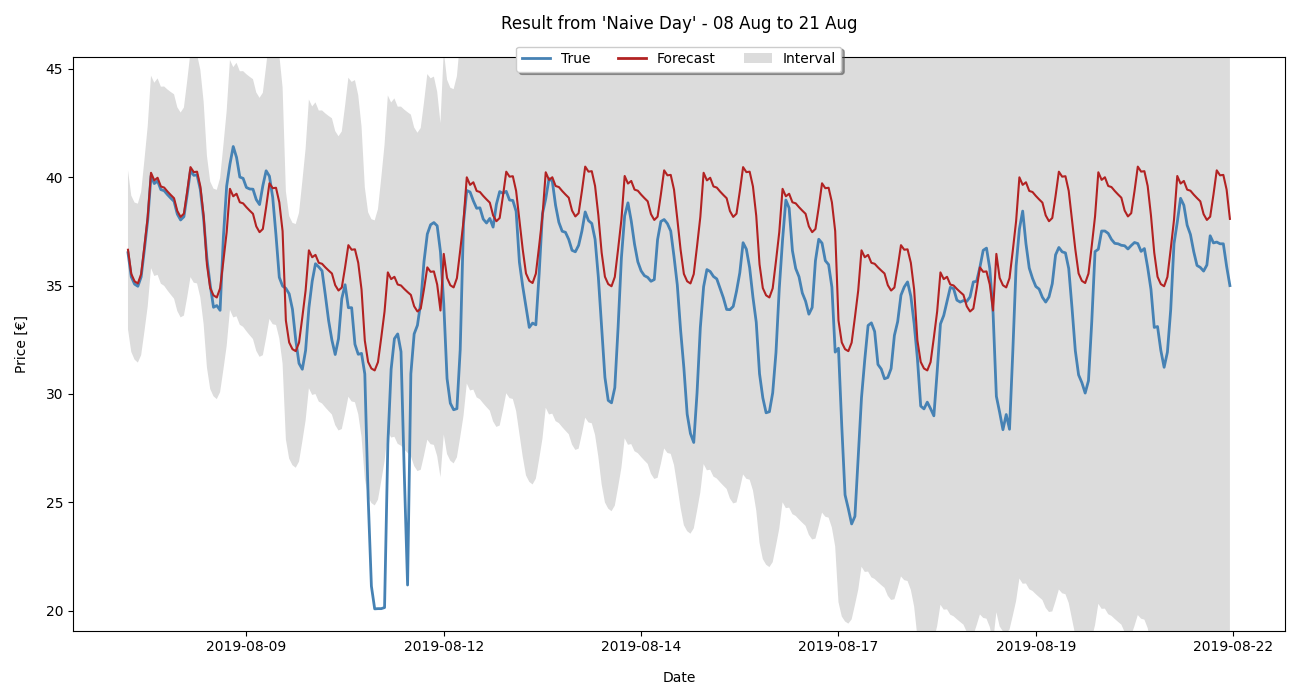 Result from 'Naive Day' - 08 Aug to 21 Aug
True Forecast Interval
45
40
35
30
25
20
Price [€]
2019-08-09 2019-08-12 2019-08-14 2019-08-17 2019-08-19 2019-08-22
Date